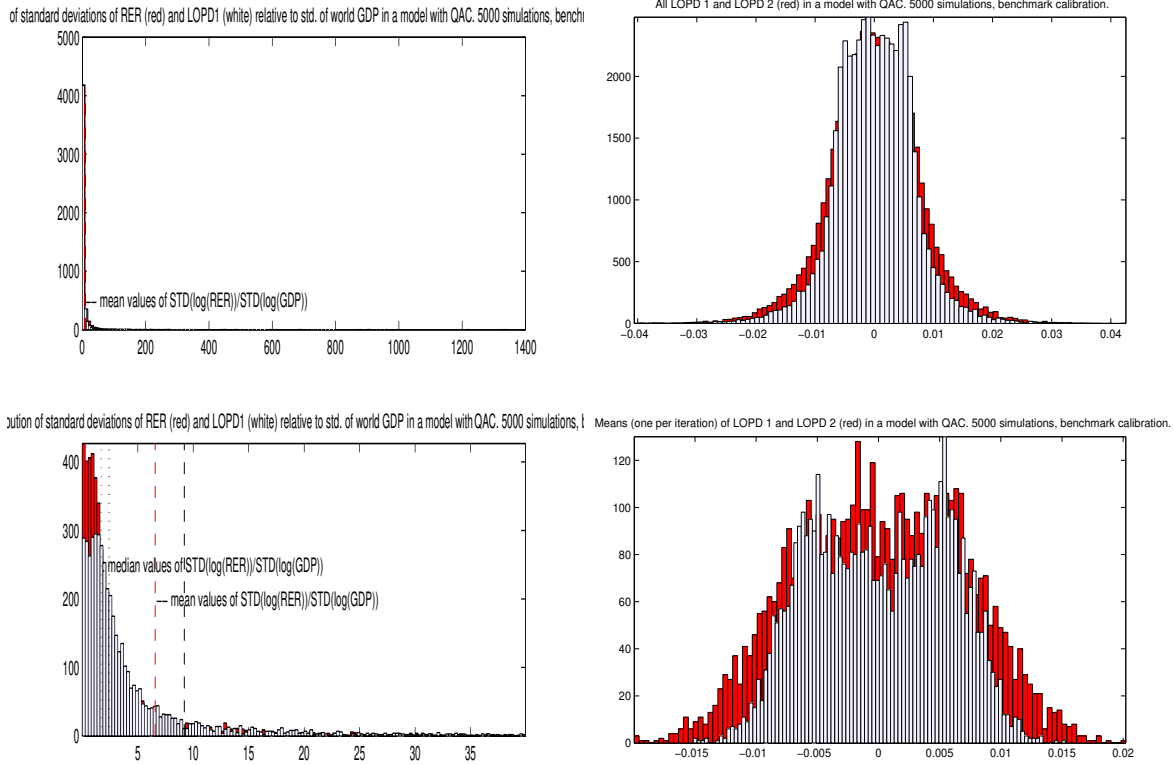 of standard deviations of RER (red) and LOPD1 (white) relative to std. of world GDP in a model with QAC. 5000 simulations, bench
5000
4000
3000
2000
1000
0
−− mean values of STD(log(RER))/STD(log(GDP))
0 200 400 600 800 1000 1200 1400
All LOPD 1 and LOPD 2 (red) in a model with QAC. 5000 simulations, benchmark calibration.
2000
1500
1000
500
0
−0.04 −0.03 −0.02 −0.01 0 0.01 0.02 0.03 0.04
ution of standard deviations of RER (red) and LOPD1 (white) relative to std. of world GDP in a model with QAC. 5000 simulations, b
400
300
200
100
0
median values of STD(log(RER))/STD(log(GDP))
−− mean values of STD(log(RER))/STD(log(GDP))
5 10 15 20 25 30 35
Means (one per iteration) of LOPD 1 and LOPD 2 (red) in a model with QAC. 5000 simulations, benchmark calibration.
120
100
80
60
40
20
0
−0.015 −0.01 −0.005 0 0.005 0.01 0.015 0.02